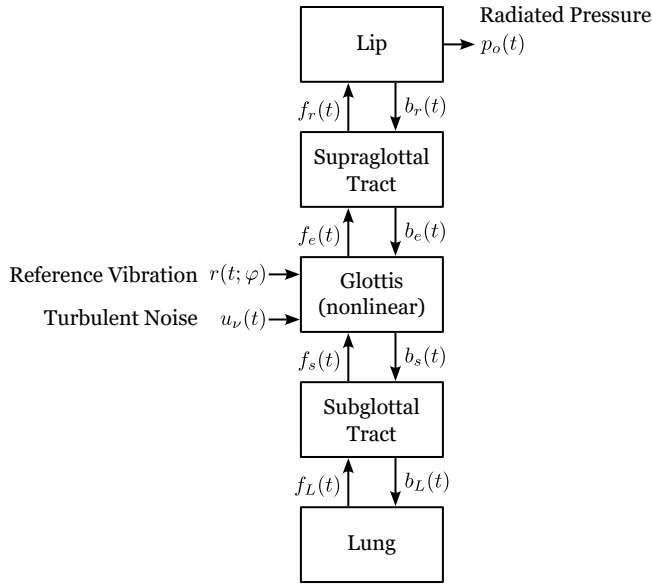 Radiated Pressure
Lip
p_o(t)
f_r(t)
b_r(t)
Supraglottal
Tract
f_e(t)
b_e(t)
Reference Vibration r(t; φ)
Glottis
(nonlinear)
Turbulent Noise u_ν(t)
f_s(t)
b_s(t)
Subglottal
Tract
f_L(t)
b_L(t)
Lung